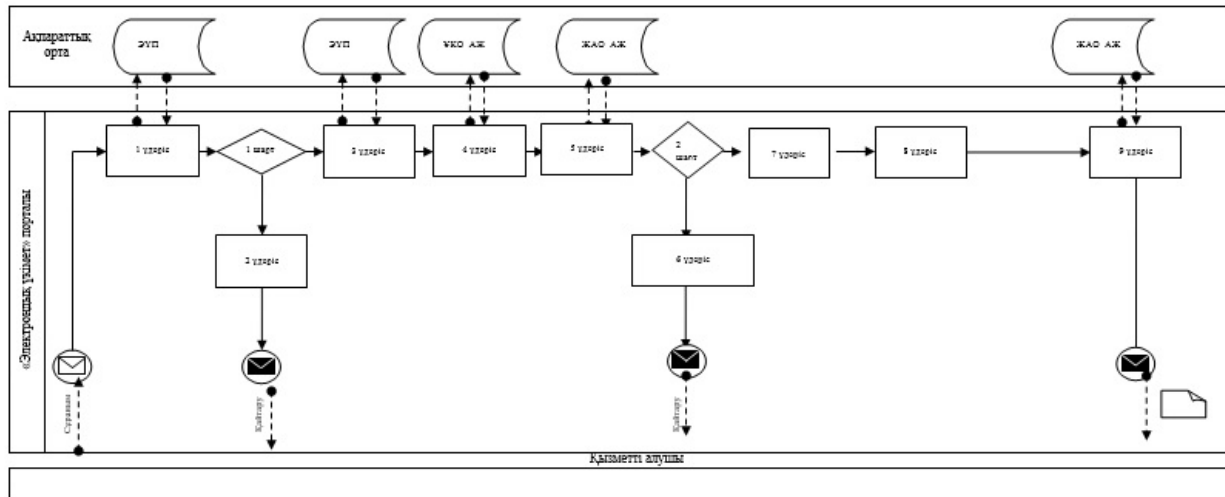 Ақпараттық
орта
ЭҮП
ЭҮП
ҰКО АЖ
ЖАО АЖ
ЖАО АЖ
«Электрондық үкімет» порталы
1 үдеріс
1 шарт
3 үдеріс
4 үдеріс
5 үдеріс
2
шарт
7 үдеріс
8 үдеріс
9 үдеріс
2 үдеріс
6 үдеріс
Сұраным
Қайтару
Қайтару
Қызметті алушы